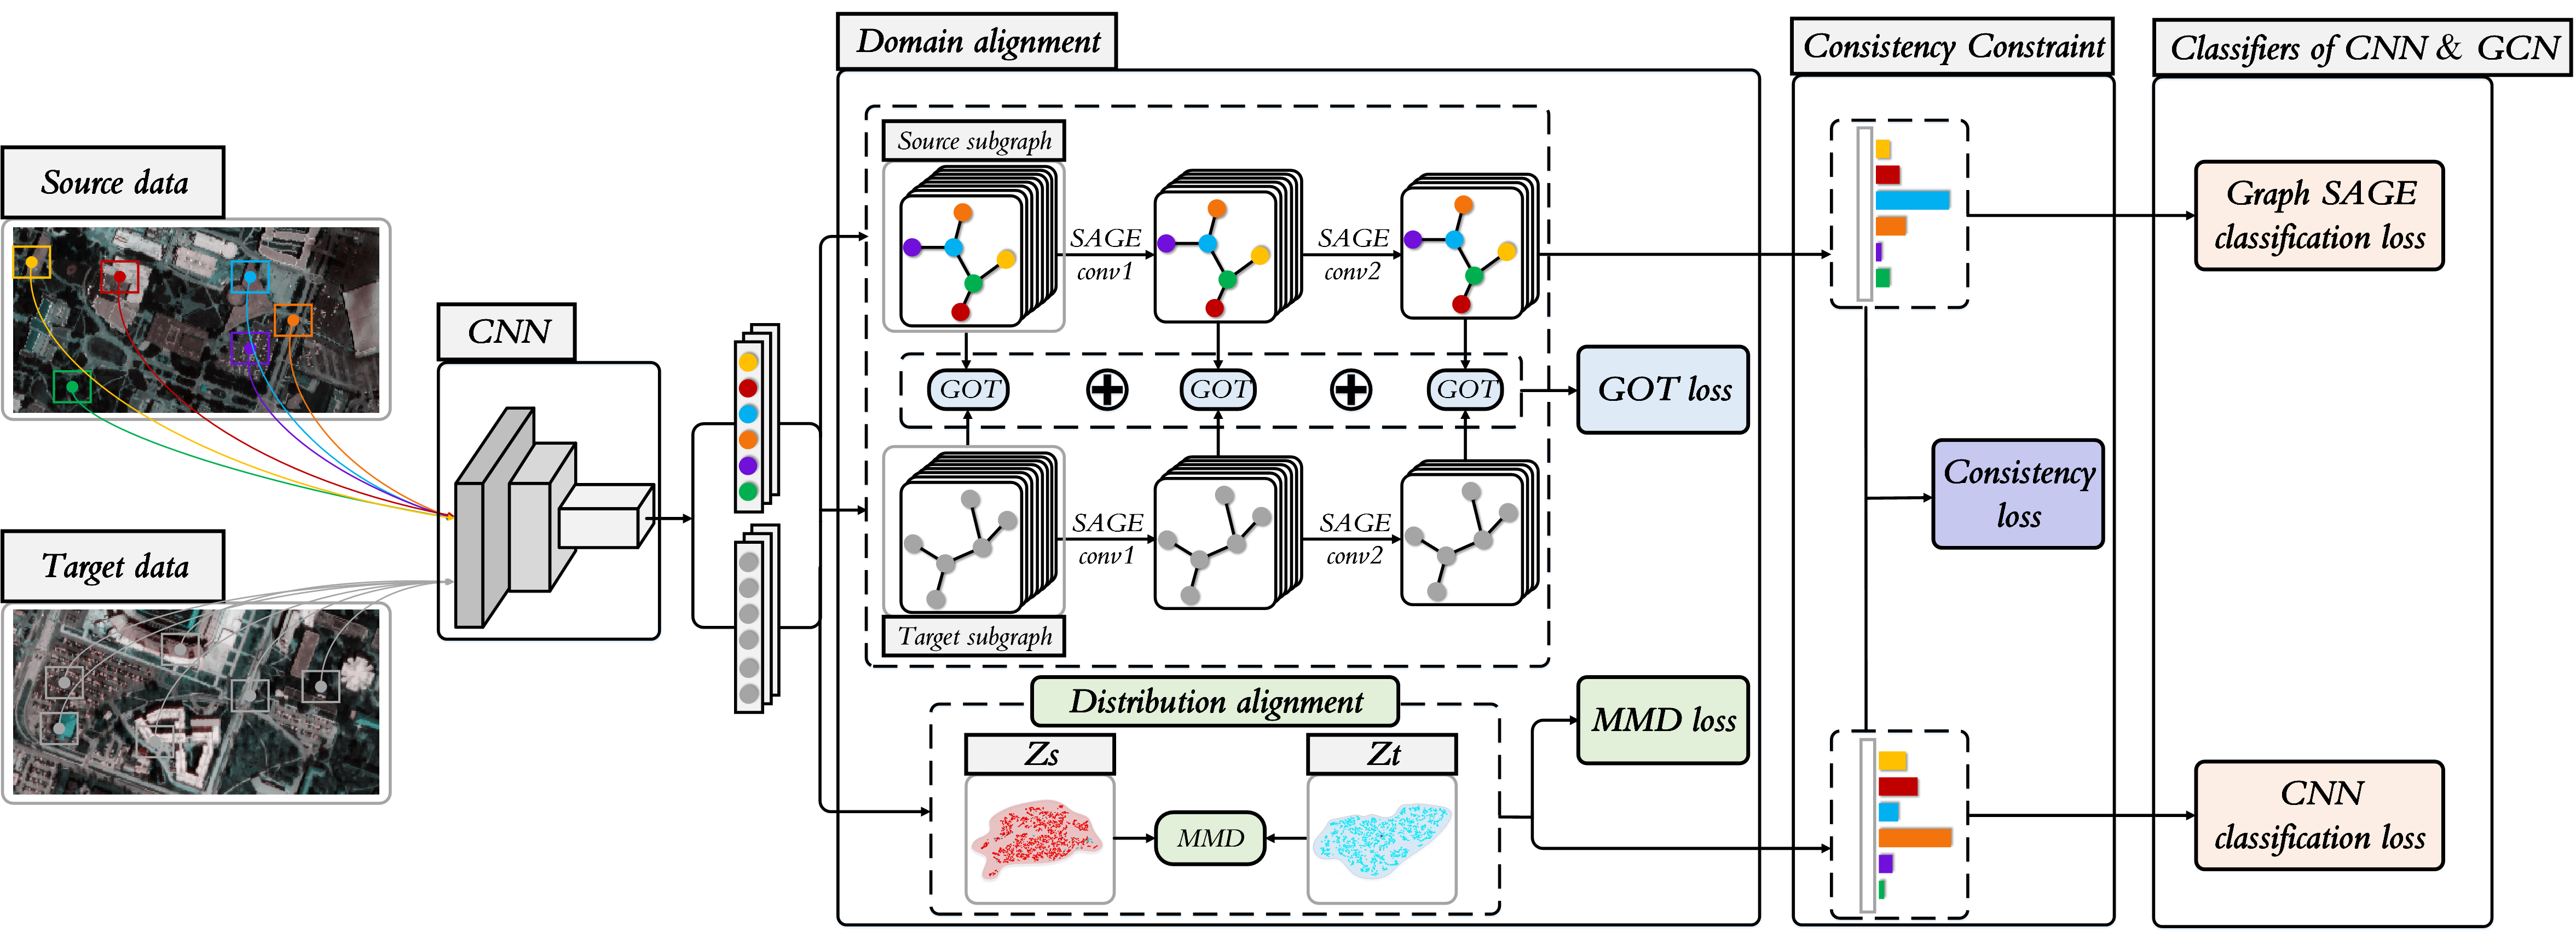 Domain alignment
Consistency Constraint
Classifiers of CNN & GCN
Source data
Source subgraph
SAGE
conv1
SAGE
conv2
Graph SAGE
classification loss
CNN
GOT
GOT
GOT
GOT loss
Consistency
loss
Target data
SAGE
conv1
SAGE
conv2
Target subgraph
Distribution alignment
MMD loss
Zs
Zt
MMD
CNN
classification loss